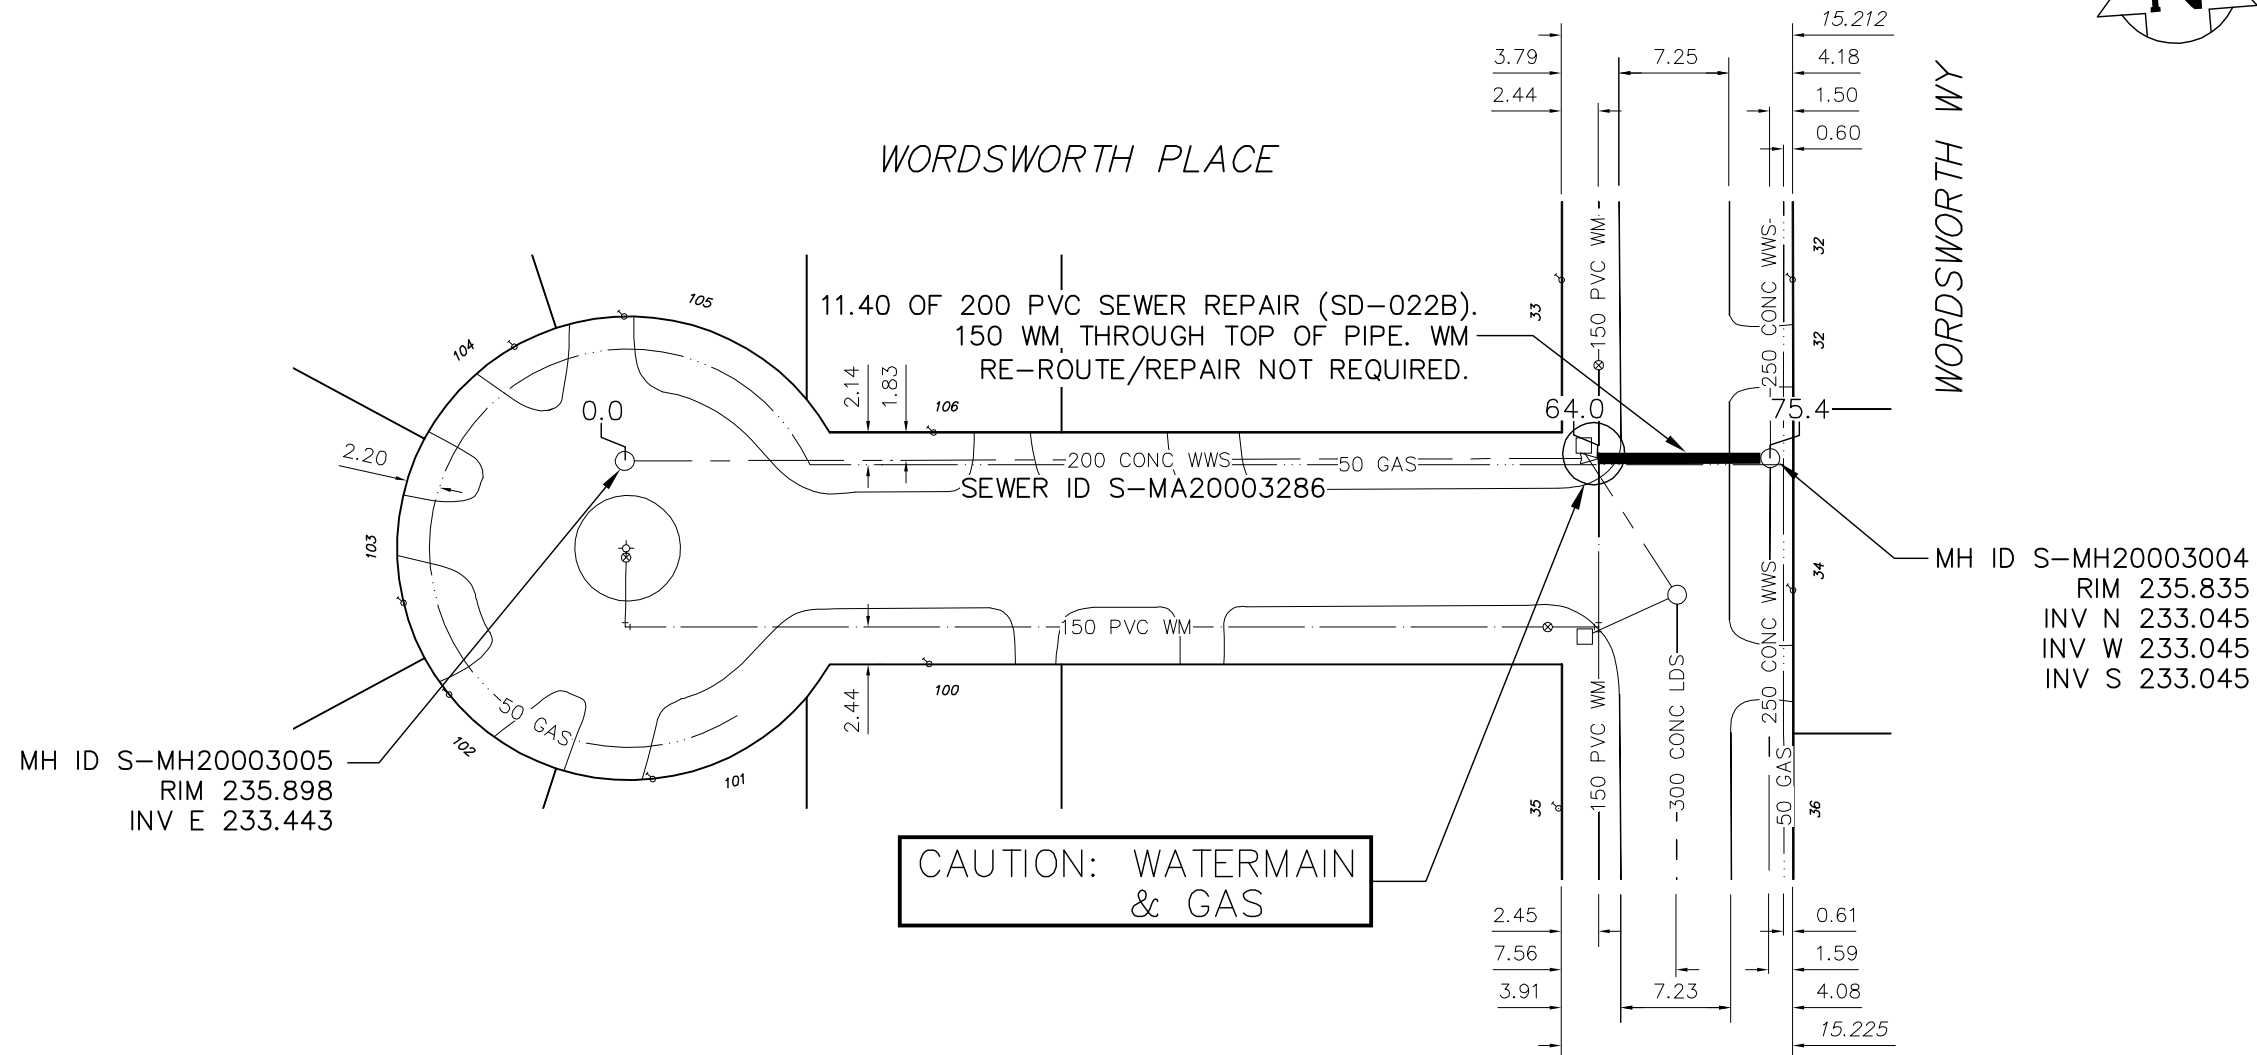 15.212
3.79
7.25
4.18
2.44
1.50
0.60
N
WORDSWORTH WY
WORDSWORTH PLACE
150 PVC WM
250 CONC WWS
32
105
11.40 OF 200 PVC SEWER REPAIR (SD-022B).
150 WM THROUGH TOP OF PIPE. WM
RE-ROUTE/REPAIR NOT REQUIRED.
33
32
104
2.14
1.83
106
0.0
64.0
75.4
2.20
200 CONC WWS
50 GAS
SEWER ID S-MA20003286
103
MH ID S-MH20003004
RIM 235.835
INV N 233.045
INV W 233.045
INV S 233.045
34
150 PVC WM
100
2.44
50 GAS
102
101
MH ID S-MH20003005
RIM 235.898
INV E 233.443
150 PVC WM
300 CONC LDS
250 CONC WWS
50 GAS
35
36
CAUTION: WATERMAIN
& GAS
2.45
0.61
7.56
1.59
3.91
7.23
4.08
15.225